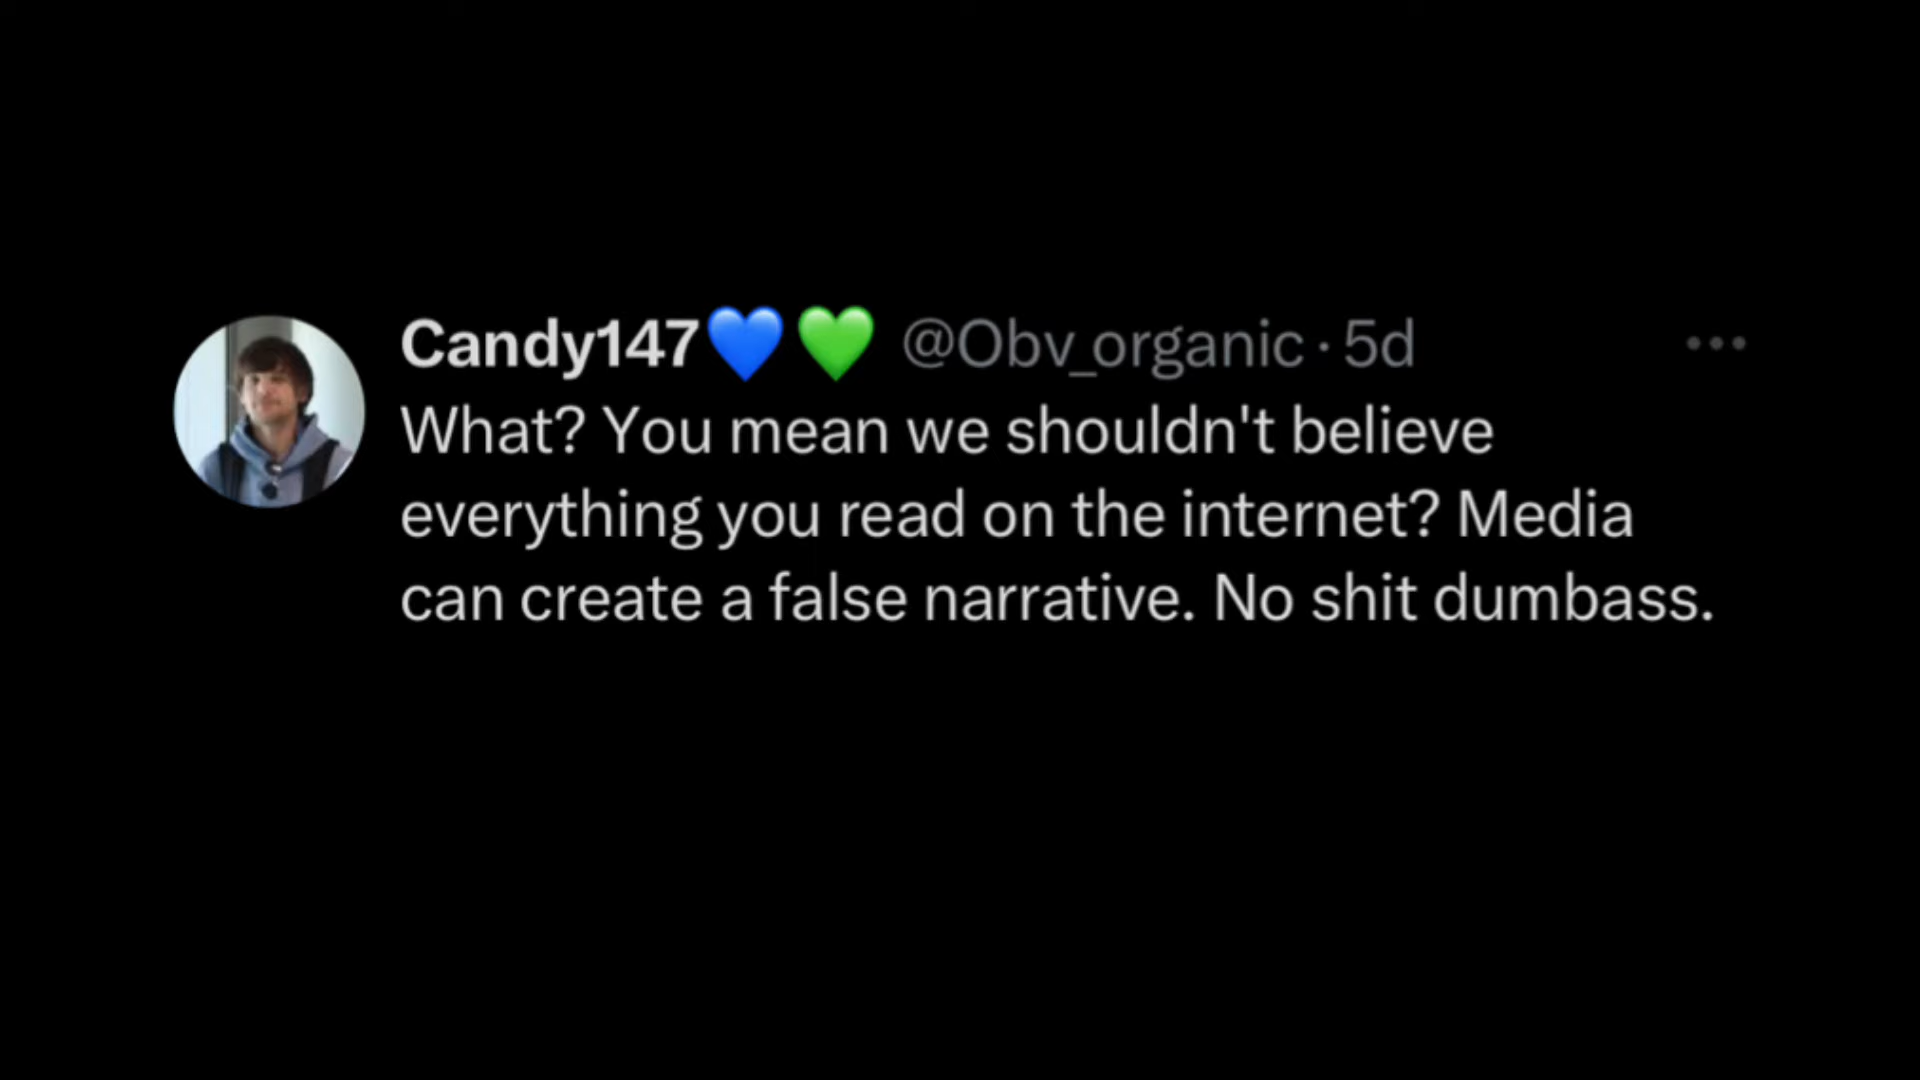 Candy147💙💚 @Obv_organic · 5d
What? You mean we shouldn't believe
everything you read on the internet? Media
can create a false narrative. No shit dumbass.